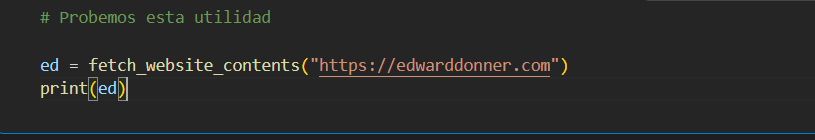 # Probemos esta utilidad
ed = fetch_website_contents("https://edwarddonner.com")
print(ed)